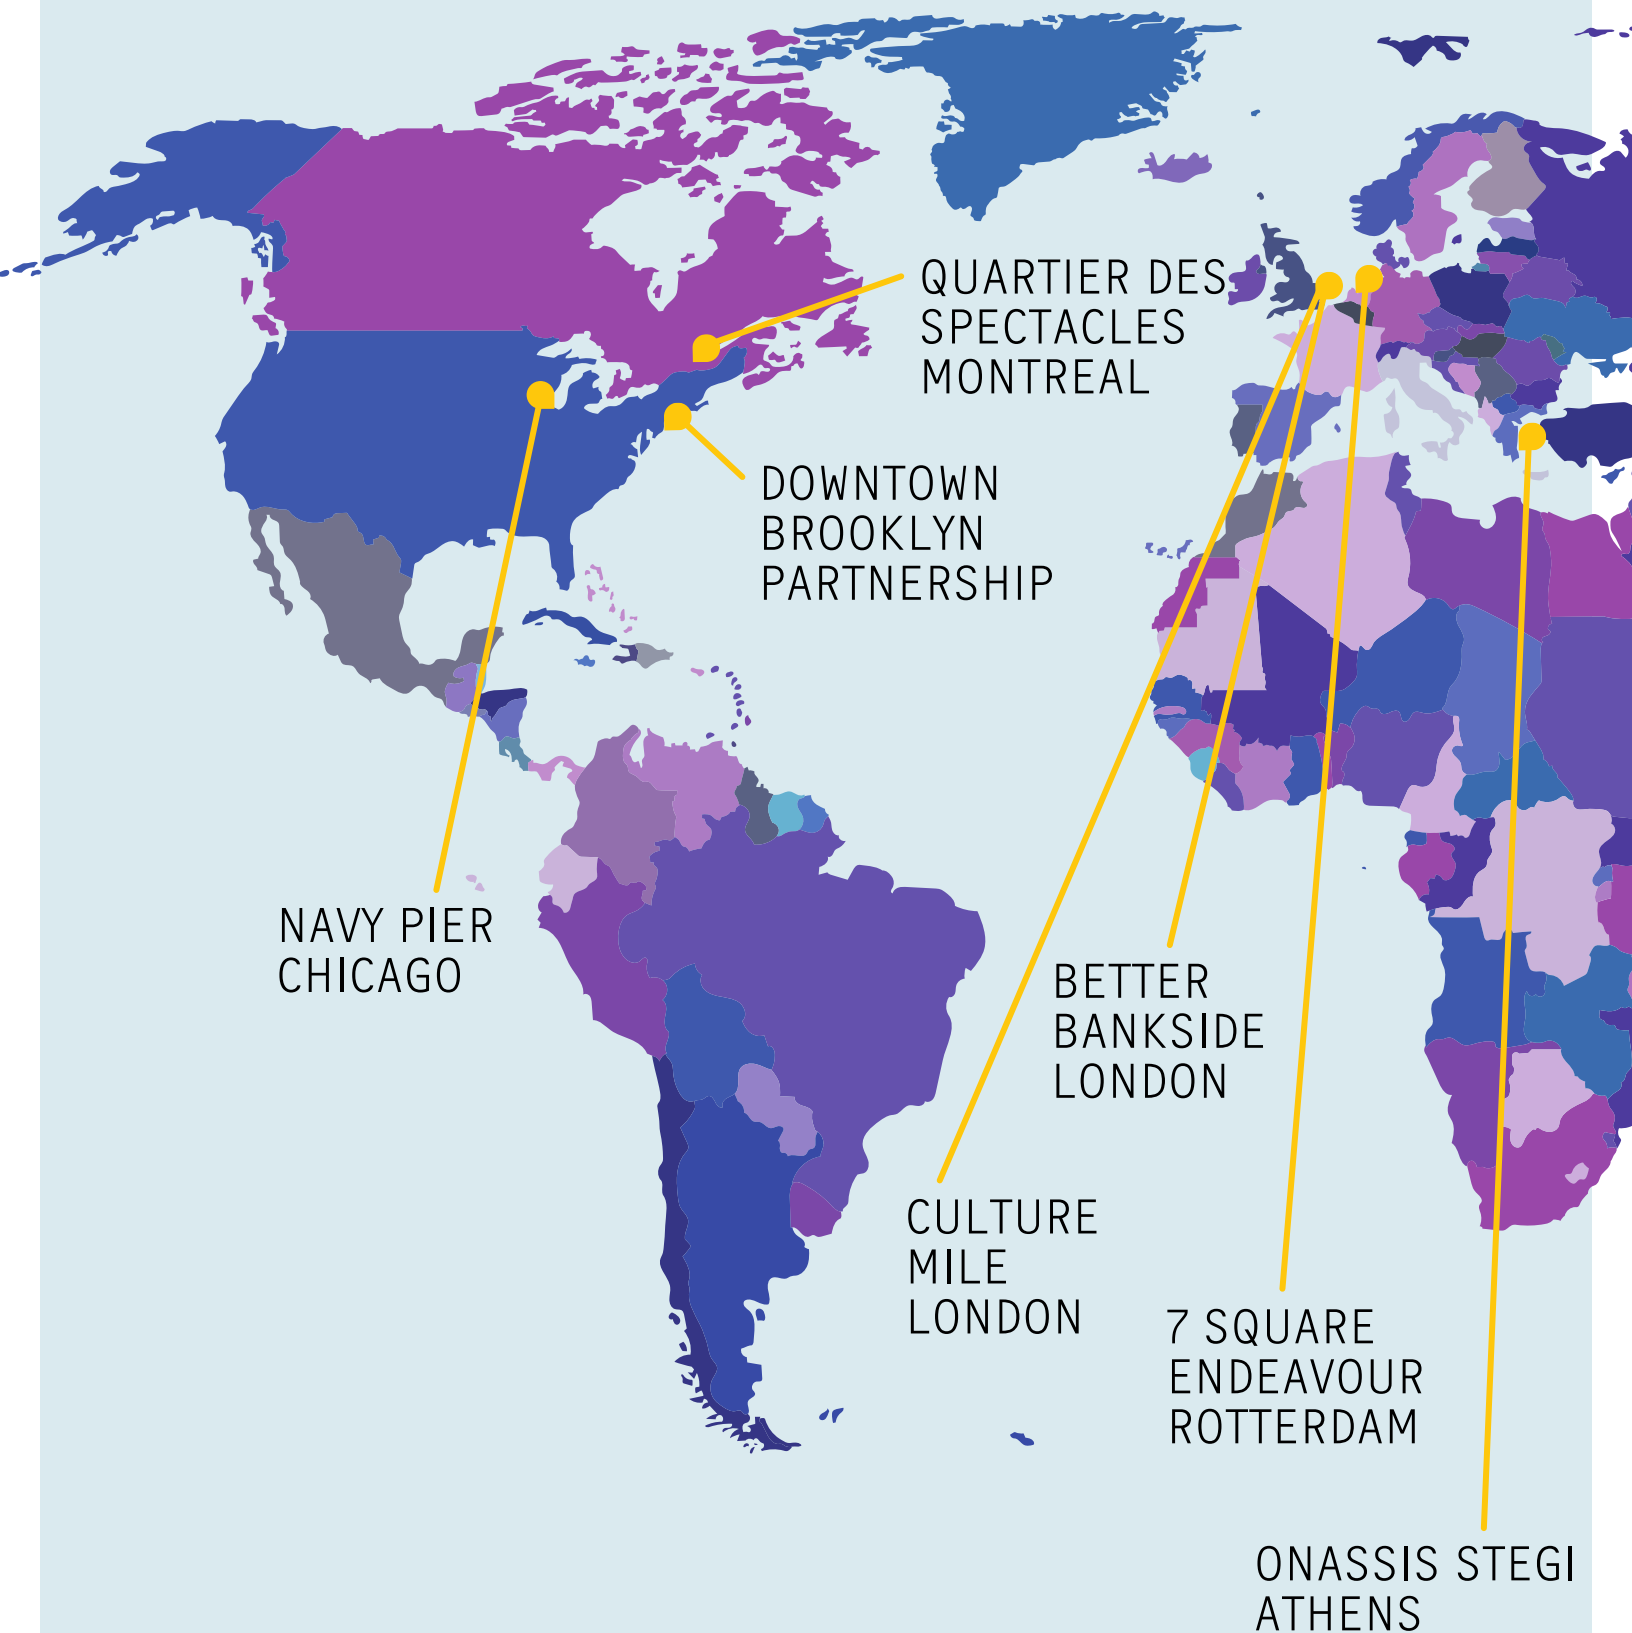 QUARTIER DES
SPECTACLES
MONTREAL
DOWNTOWN
BROOKLYN
PARTNERSHIP
NAVY PIER
CHICAGO
BETTER
BANKSIDE
LONDON
CULTURE
MILE
LONDON
7 SQUARE
ENDEAVOUR
ROTTERDAM
ONASSIS STEGI
ATHENS